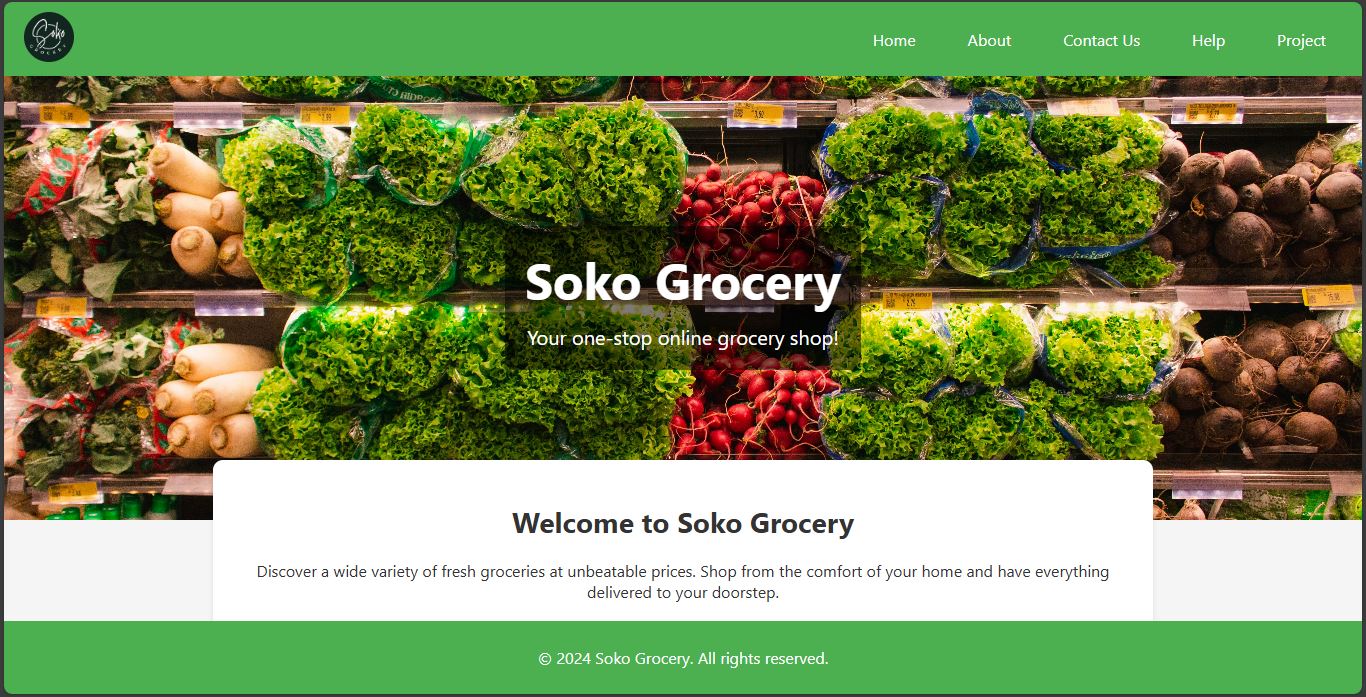 Soko
GROCERY
Home About Contact Us Help Project
Soko Grocery
Your one-stop online grocery shop!
Welcome to Soko Grocery
Discover a wide variety of fresh groceries at unbeatable prices. Shop from the comfort of your home and have everything
delivered to your doorstep.
© 2024 Soko Grocery. All rights reserved.